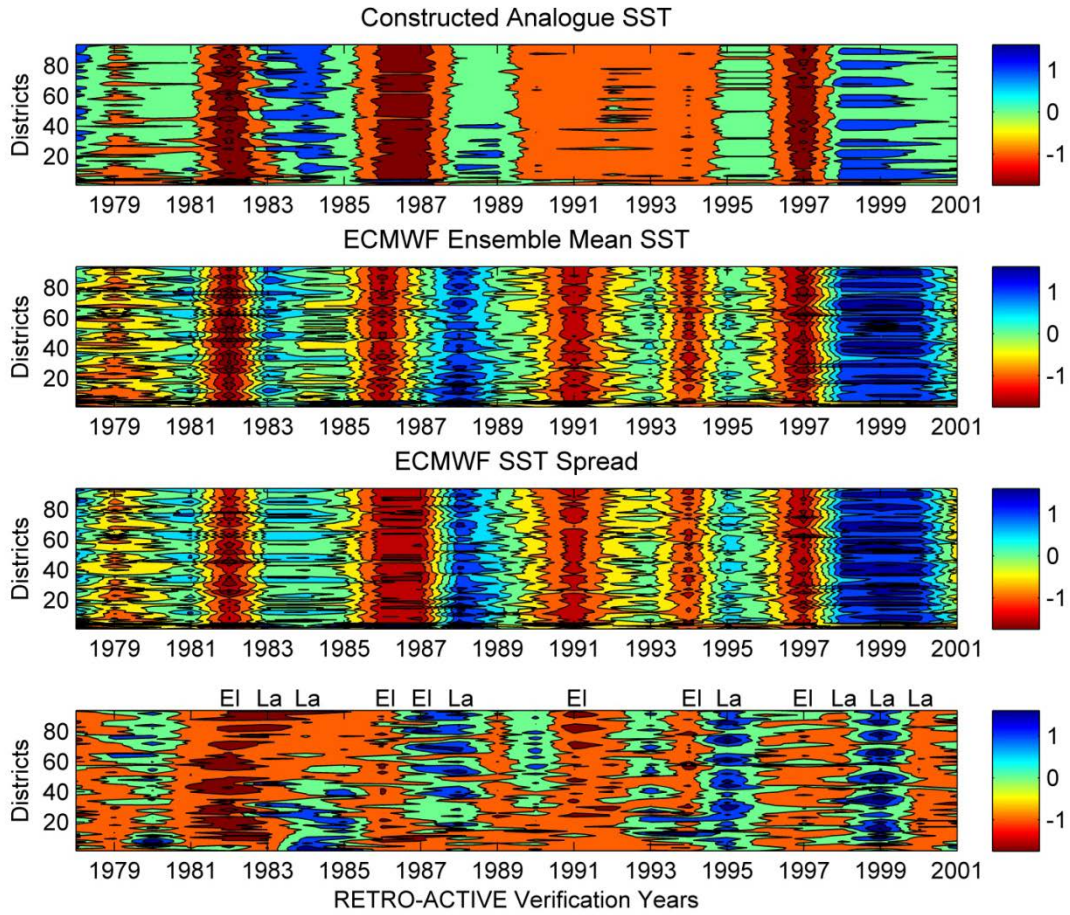 Constructed Analogue SST
Districts
80
60
40
20
1979 1981 1983 1985 1987 1989 1991 1993 1995 1997 1999 2001
1
0
-1
ECMWF Ensemble Mean SST
Districts
80
60
40
20
1979 1981 1983 1985 1987 1989 1991 1993 1995 1997 1999 2001
1
0
-1
ECMWF SST Spread
Districts
80
60
40
20
1979 1981 1983 1985 1987 1989 1991 1993 1995 1997 1999 2001
1
0
-1
El La La El El La El El La El La La La
Districts
80
60
40
20
1979 1981 1983 1985 1987 1989 1991 1993 1995 1997 1999 2001
1
0
-1
RETRO-ACTIVE Verification Years